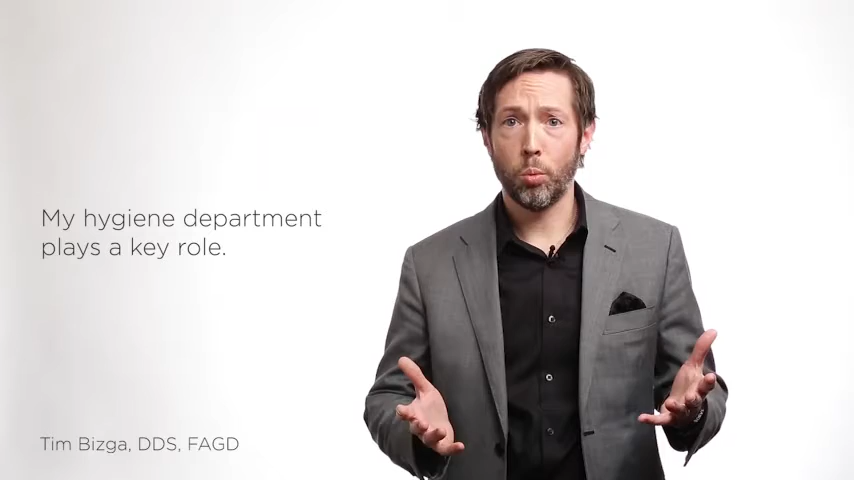 My hygiene department
plays a key role.
Tim Bizga, DDS, FAGD